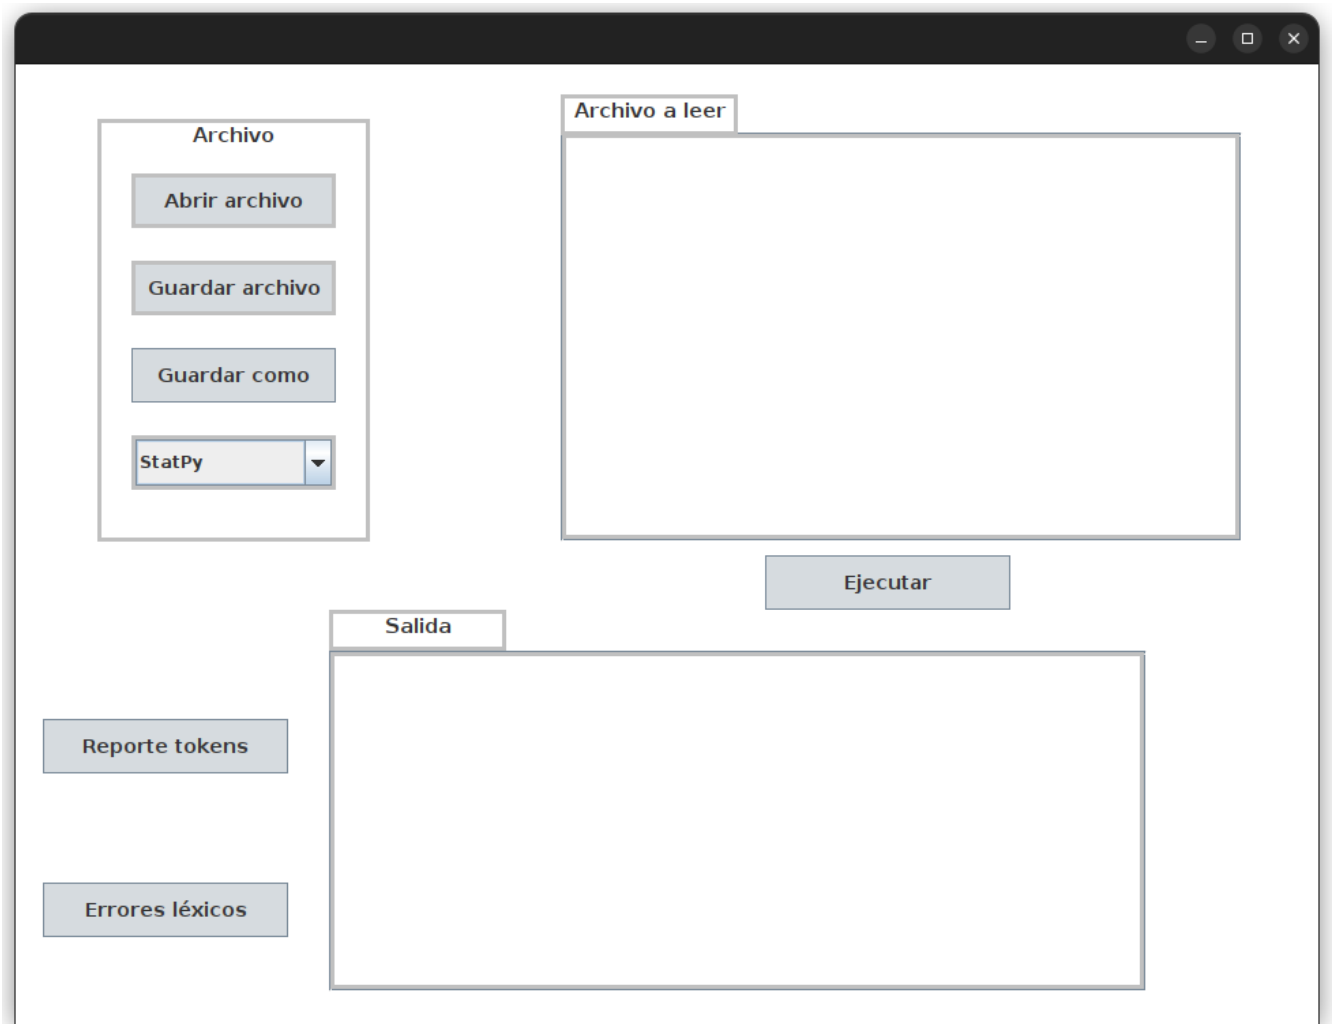 Archivo
Abrir archivo
Guardar archivo
Guardar como
StatPy
Archivo a leer
Ejecutar
Salida
Reporte tokens
Errores léxicos